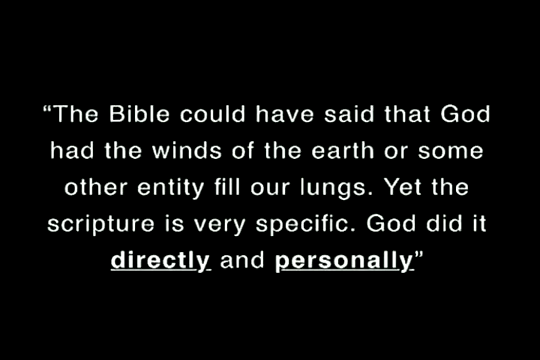 “The Bible could have said that God
had the winds of the earth or some
other entity fill our lungs. Yet the
scripture is very specific. God did it
directly and personally”